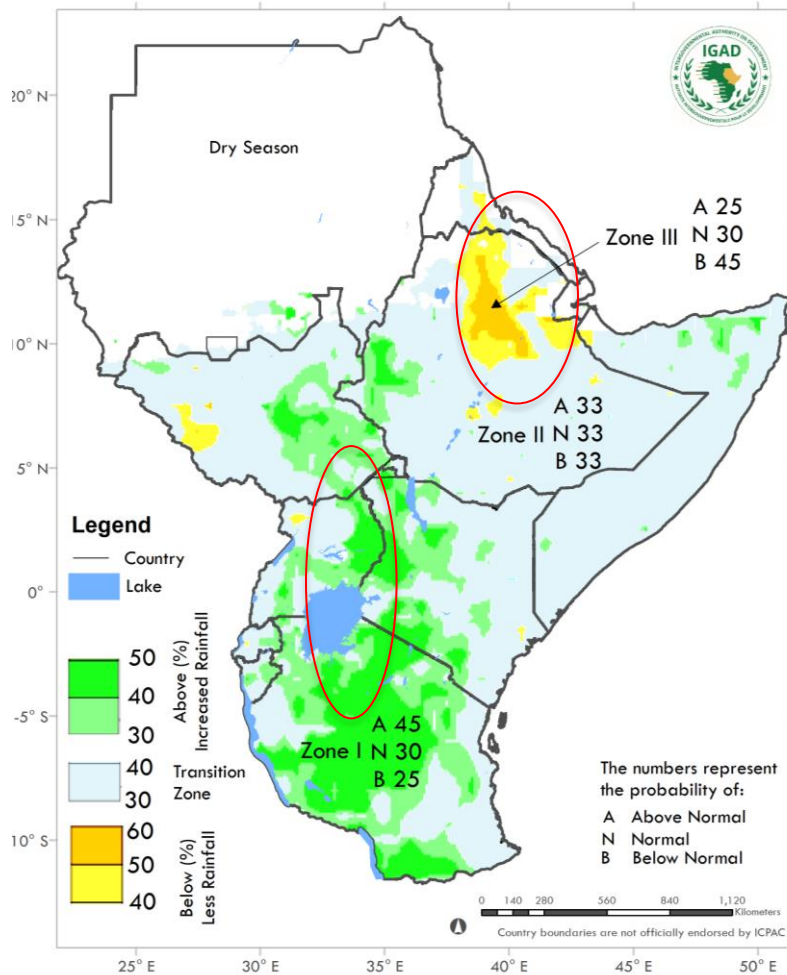 20° N
15° N
10° N
5° N
0°
-5° S
10° S
25° E
30° E
35° E
40° E
45° E
50° E
IGAD
INTERGOVERNMENTAL AUTHORITY ON DEVELOPMENT
Dry Season
Zone III
A 25
N 30
B 45
Zone II
A 33
N 33
B 33
Zone I
A 45
N 30
B 25
Legend
Country
Lake
50
40
30
Above (%)
Increased Rainfall
40
30
Transition
Zone
60
50
40
Below (%)
Less Rainfall
The numbers represent
the probability of:
A Above Normal
N Normal
B Below Normal
0 140 280 560 840 1,120
Kilometers
Country boundaries are not officially endorsed by ICPAC